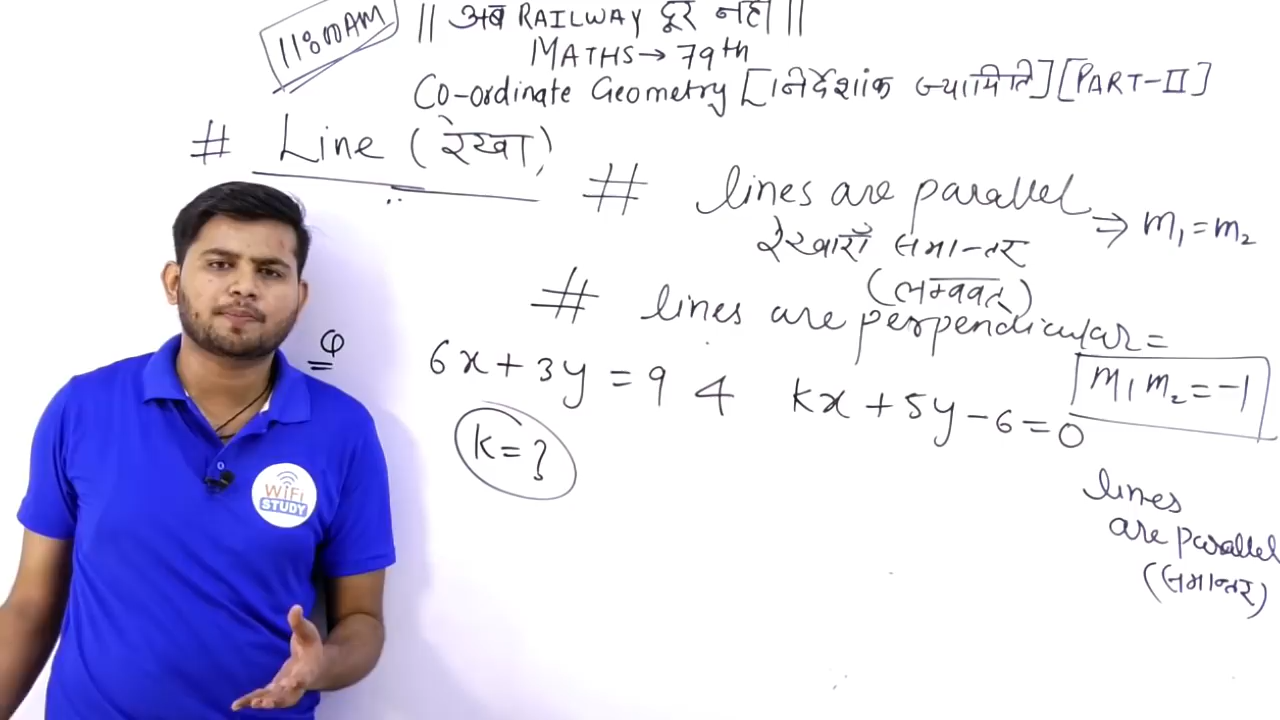 11:00AM
|| अब RAILWAY दूर नहीं ||
MATHS → 79th
Co-ordinate Geometry [निर्देशांक ज्यामिति] [PART-II]
# Line (रेखा)
# lines are parallel ⇒ m₁ = m₂
रेखाएँ समान्तर
(लम्बवत)
# lines are perpendicular =
m₁ m₂ = -1
Q
6x + 3y = 9 & kx + 5y - 6 = 0
k = ?
lines
are parallel
(समान्तर)
WiFi
STUDY